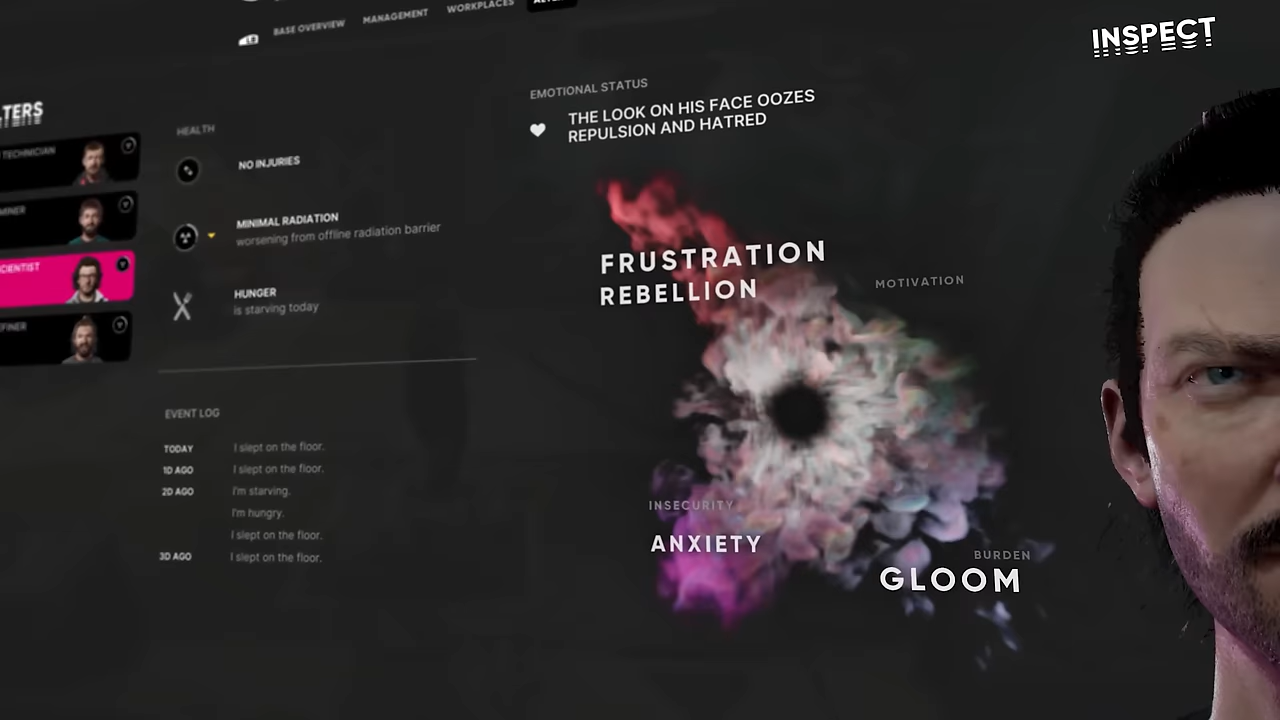 BASE OVERVIEW
MANAGEMENT
WORKPLACES
INSPECT
TECHNICIAN
HEALTH
NO INJURIES
MINIMAL RADIATION
worsening from offline radiation barrier
HUNGER
is starving today
EVENT LOG
TODAY I slept on the floor.
1D AGO I slept on the floor.
2D AGO I'm starving.
I'm hungry.
I slept on the floor.
3D AGO I slept on the floor.
EMOTIONAL STATUS
THE LOOK ON HIS FACE OOZES
REPULSION AND HATRED
FRUSTRATION
REBELLION
MOTIVATION
INSECURITY
ANXIETY
BURDEN
GLOOM